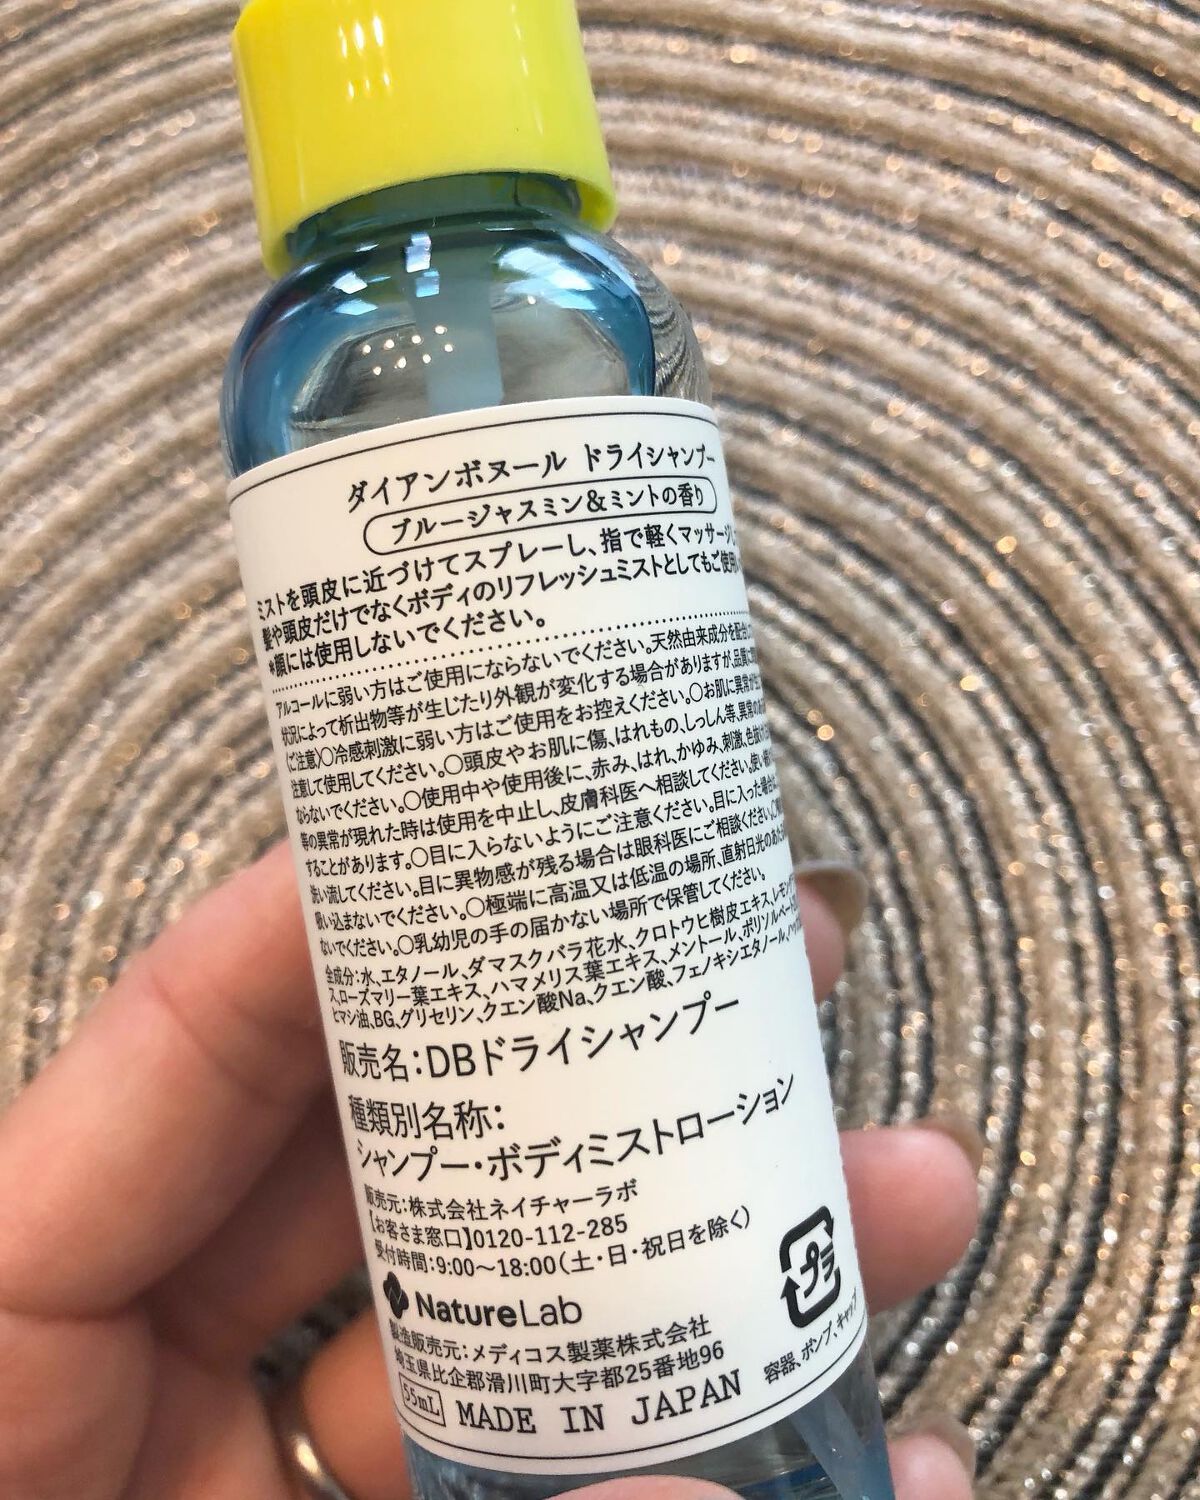 ダイアンボヌール ドライシャンプー
ブルージャスミン&ミントの香り
ミストを頭皮に近づけてスプレーし、指で軽くマッサージ
髪や頭皮だけでなくボディのリフレッシュミストとしてもご使用
*顔には使用しないでください。
アルコールに弱い方はご使用にならないでください。天然由来成分を配合
状況によって析出物等が生じたり外観が変化する場合がありますが、品質に
〈ご注意〉○冷感刺激に弱い方はご使用をお控えください。○お肌に異常が
注意して使用してください。○頭皮やお肌に傷、はれもの、しっしん等、異常の
ならないでください。○使用中や使用後に、赤み、はれ、かゆみ、刺激、色抜け
等の異常が現れた時は使用を中止し、皮膚科医へ相談してください。使い続け
することがあります。○目に入らないようにご注意ください。目に入った場合は、
洗い流してください。目に異物感が残る場合は眼科医にご相談ください。
吸い込まないでください。○極端に高温又は低温の場所、直射日光のあたる
ないでください。○乳幼児の手の届かない場所で保管してください。
全成分:水、エタノール、ダマスクバラ花水、クロトウヒ樹皮エキス、レモング
ス、ローズマリー葉エキス、ハマメリス葉エキス、メントール、ポリソルベート
ヒマシ油、BG、グリセリン、クエン酸Na、クエン酸、フェノキシエタノール、
販売名:DBドライシャンプー
種類別名称:
シャンプー・ボディミストローション
販売元:株式会社ネイチャーラボ
【お客さま窓口】0120-112-285
受付時間:9:00〜18:00(土・日・祝日を除く)
NatureLab
製造販売元:メディコス製薬株式会社
埼玉県比企郡滑川町大字都25番地96
55mL MADE IN JAPAN
プラ
容器、ポンプ、キャップ